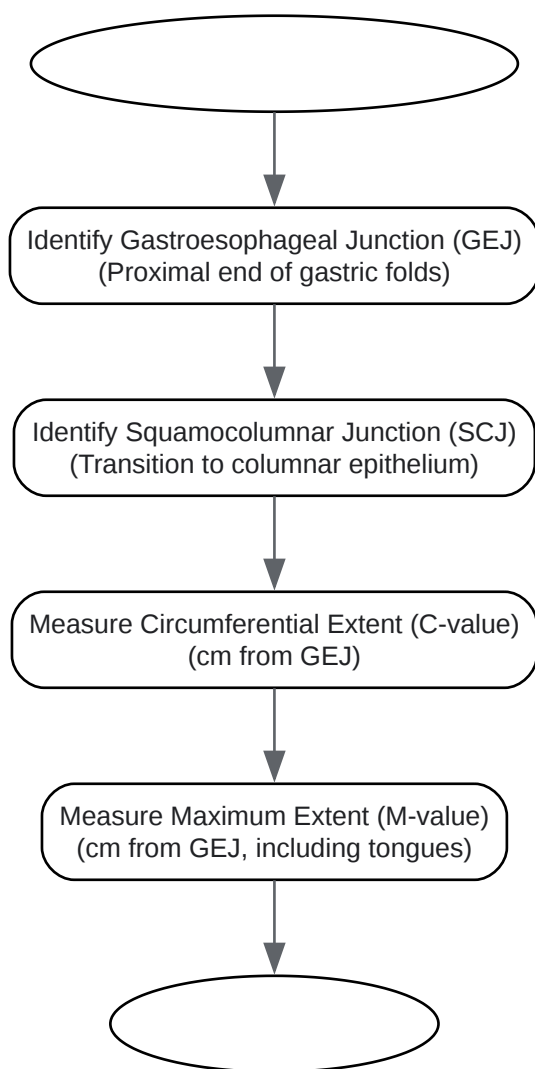 Identify Gastroesophageal Junction (GEJ)
(Proximal end of gastric folds)
Identify Squamocolumnar Junction (SCJ)
(Transition to columnar epithelium)
Measure Circumferential Extent (C-value)
(cm from GEJ)
Measure Maximum Extent (M-value)
(cm from GEJ, including tongues)